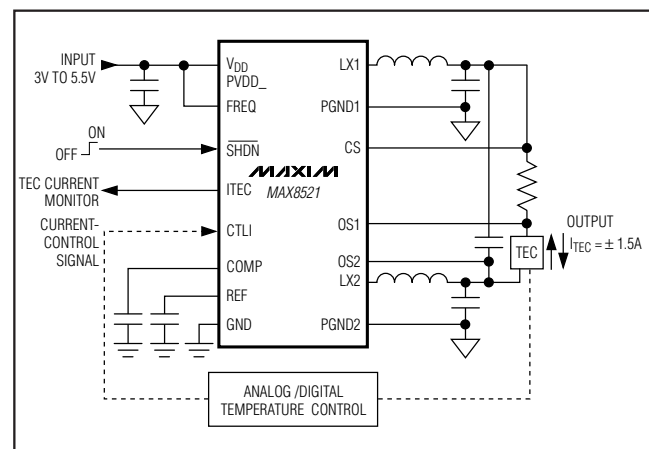 INPUT
3V TO 5.5V
VDD
PVDD_
FREQ
ON
OFF
SHDN
TEC CURRENT
MONITOR
ITEC
CURRENT-
CONTROL
SIGNAL
CTLI
COMP
REF
GND
MAXIM
MAX8521
LX1
PGND1
CS
OS1
OS2
LX2
PGND2
TEC
OUTPUT
ITEC = ± 1.5A
ANALOG /DIGITAL
TEMPERATURE CONTROL